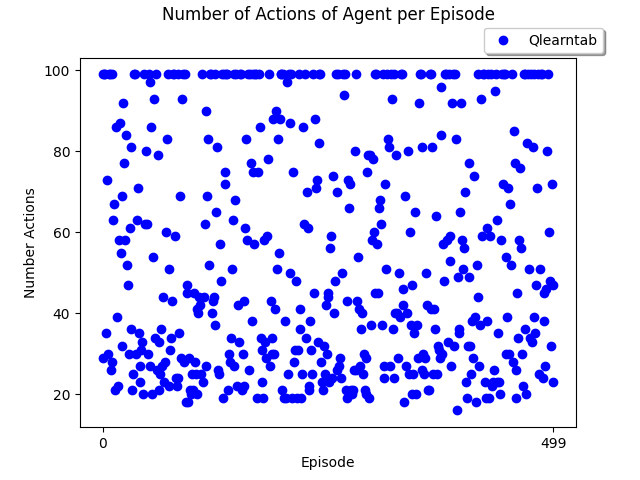 Number of Actions of Agent per Episode
Qlearntab
100
80
60
40
20
Number Actions
0 499
Episode